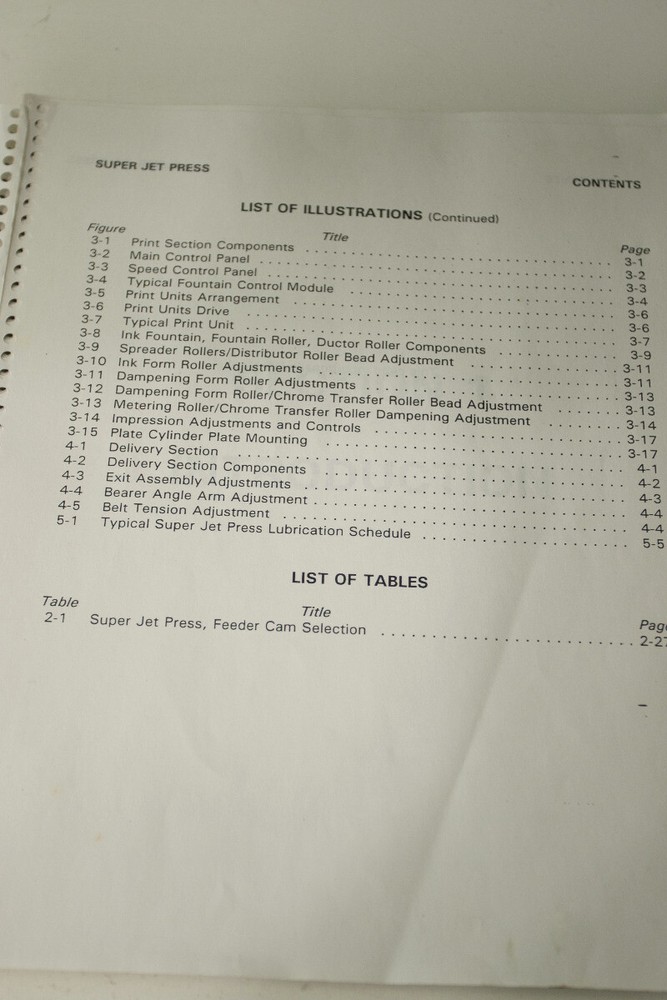 SUPER JET PRESS
CONTENTS
LIST OF ILLUSTRATIONS (Continued)
Figure Title Page
3-1 Print Section Components . . . . . . . . . . . . . . . . . . . . 3-1
3-2 Main Control Panel . . . . . . . . . . . . . . . . . . . . 3-2
3-3 Speed Control Panel . . . . . . . . . . . . . . . . . . . . 3-3
3-4 Typical Fountain Control Module . . . . . . . . . . . . . . . . . . . . 3-4
3-5 Print Units Arrangement . . . . . . . . . . . . . . . . . . . . 3-6
3-6 Print Units Drive . . . . . . . . . . . . . . . . . . . . 3-6
3-7 Typical Print Unit . . . . . . . . . . . . . . . . . . . . 3-7
3-8 Ink Fountain, Fountain Roller, Ductor Roller Components . . . . . . . . . . 3-9
3-9 Spreader Rollers/Distributor Roller Bead Adjustment . . . . . . . . . . 3-11
3-10 Ink Form Roller Adjustments . . . . . . . . . . . . . . . . . . . . 3-11
3-11 Dampening Form Roller Adjustments . . . . . . . . . . . . . . . . . . . . 3-13
3-12 Dampening Form Roller/Chrome Transfer Roller Bead Adjustment . . . . . . . 3-13
3-13 Metering Roller/Chrome Transfer Roller Dampening Adjustment . . . . . . . 3-14
3-14 Impression Adjustments and Controls . . . . . . . . . . . . . . . . . . . . 3-17
3-15 Plate Cylinder Plate Mounting . . . . . . . . . . . . . . . . . . . . 3-17
4-1 Delivery Section . . . . . . . . . . . . . . . . . . . . 4-1
4-2 Delivery Section Components . . . . . . . . . . . . . . . . . . . . 4-2
4-3 Exit Assembly Adjustments . . . . . . . . . . . . . . . . . . . . 4-3
4-4 Bearer Angle Arm Adjustment . . . . . . . . . . . . . . . . . . . . 4-4
4-5 Belt Tension Adjustment . . . . . . . . . . . . . . . . . . . . 4-4
5-1 Typical Super Jet Press Lubrication Schedule . . . . . . . . . . . . . . . . 5-5
LIST OF TABLES
Table Title Page
2-1 Super Jet Press, Feeder Cam Selection . . . . . . . . . . . . . . . . . . . . 2-27